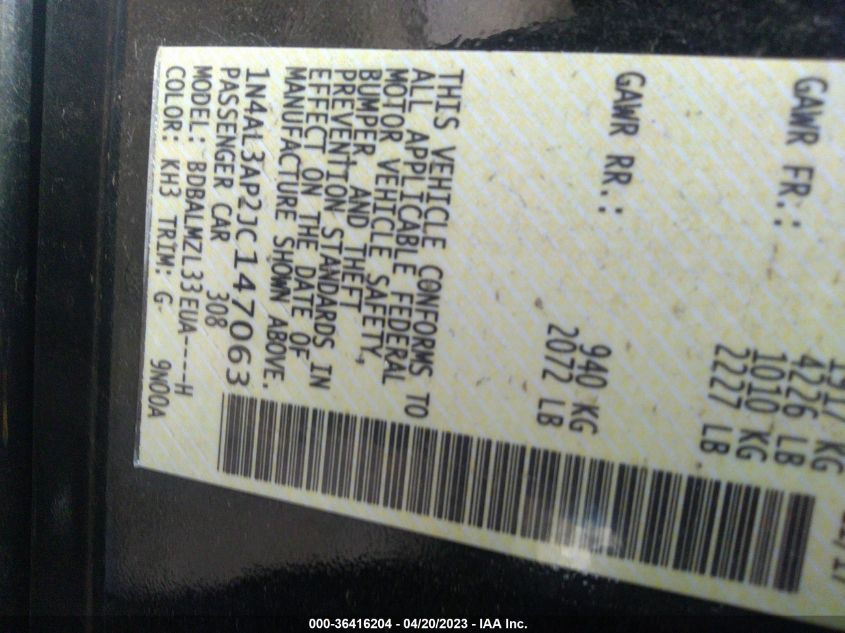 12/17
1917 KG
4226 LB
GAWR FR.: 1010 KG
2227 LB
GAWR RR.: 940 KG
2072 LB
THIS VEHICLE CONFORMS TO
ALL APPLICABLE FEDERAL
MOTOR VEHICLE SAFETY,
BUMPER, AND THEFT
PREVENTION STANDARDS IN
EFFECT ON THE DATE OF
MANUFACTURE SHOWN ABOVE.
1N4AL3AP2JC147063
PASSENGER CAR 308
MODEL: BDBALMZL33EUA----H
COLOR: KH3 TRIM: G 9N00A
000-36416204 - 04/20/2023 - IAA Inc.